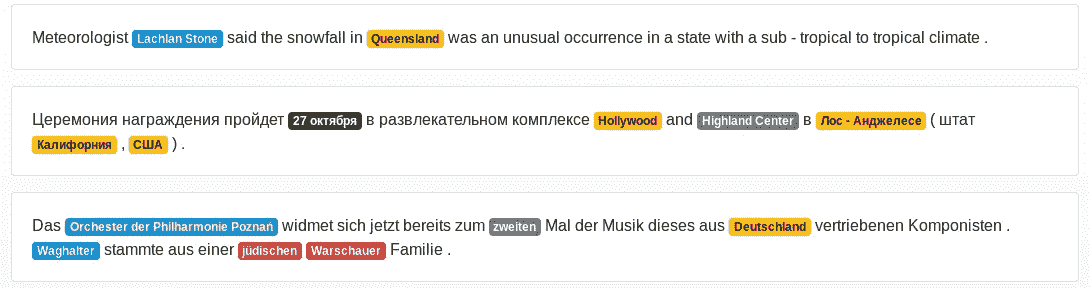 Meteorologist Lachlan Stone said the snowfall in Queensland was an unusual occurrence in a state with a sub - tropical to tropical climate .
Церемония награждения пройдет 27 октября в развлекательном комплексе Hollywood and Highland Center в Лос - Анджелесе ( штат
Калифорния , США ) .
Das Orchester der Philharmonie Poznań widmet sich jetzt bereits zum zweiten Mal der Musik dieses aus Deutschland vertriebenen Komponisten .
Waghalter stammte aus einer jüdischen Warschauer Familie .